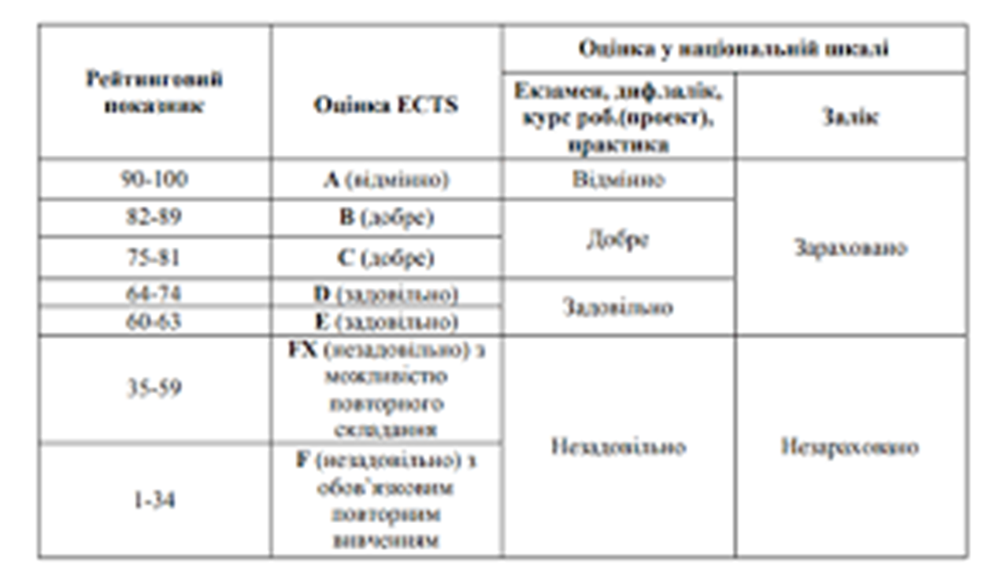 Рейтинговий
показник
Оцінка ECTS
Оцінка у національній шкалі
Екзамен, диф.залік,
курс роб.(проект),
практика
Залік
90-100
А (відмінно)
Відмінно
Зараховано
82-89
В (добре)
Добре
75-81
С (добре)
64-74
D (задовільно)
Задовільно
60-63
Е (задовільно)
35-59
FX (незадовільно) з
можливістю
повторного
складання
Незадовільно
Незараховано
1-34
F (незадовільно) з
обов`язковим
повторним
вивченням